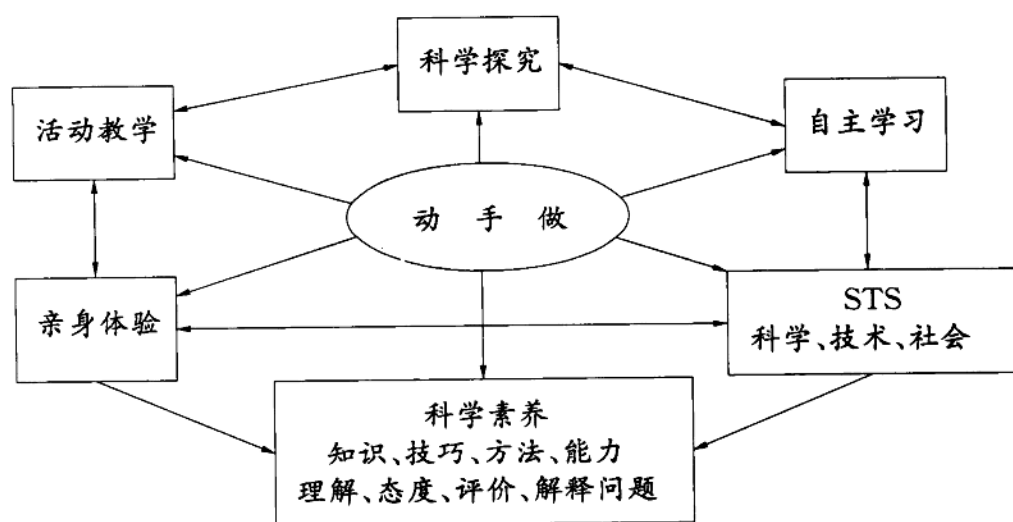 科学探究
活动教学
自主学习
动手做
亲身体验
STS
科学、技术、社会
科学素养
知识、技巧、方法、能力
理解、态度、评价、解释问题